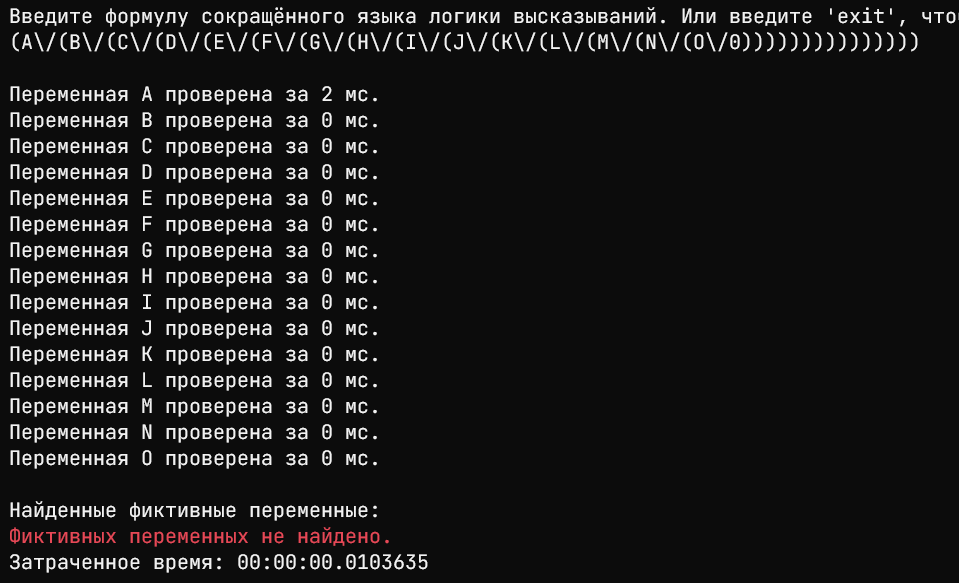 Введите формулу сокращённого языка логики высказываний. Или введите 'exit', что
(A\/(B\/(C\/(D\/(E\/(F\/(G\/(H\/(I\/(J\/(K\/(L\/(M\/(N\/(O\/0)))))))))))))))
Переменная A проверена за 2 мс.
Переменная B проверена за 0 мс.
Переменная C проверена за 0 мс.
Переменная D проверена за 0 мс.
Переменная E проверена за 0 мс.
Переменная F проверена за 0 мс.
Переменная G проверена за 0 мс.
Переменная H проверена за 0 мс.
Переменная I проверена за 0 мс.
Переменная J проверена за 0 мс.
Переменная K проверена за 0 мс.
Переменная L проверена за 0 мс.
Переменная M проверена за 0 мс.
Переменная N проверена за 0 мс.
Переменная O проверена за 0 мс.
Найденные фиктивные переменные:
Фиктивных переменных не найдено.
Затраченное время: 00:00:00.0103635